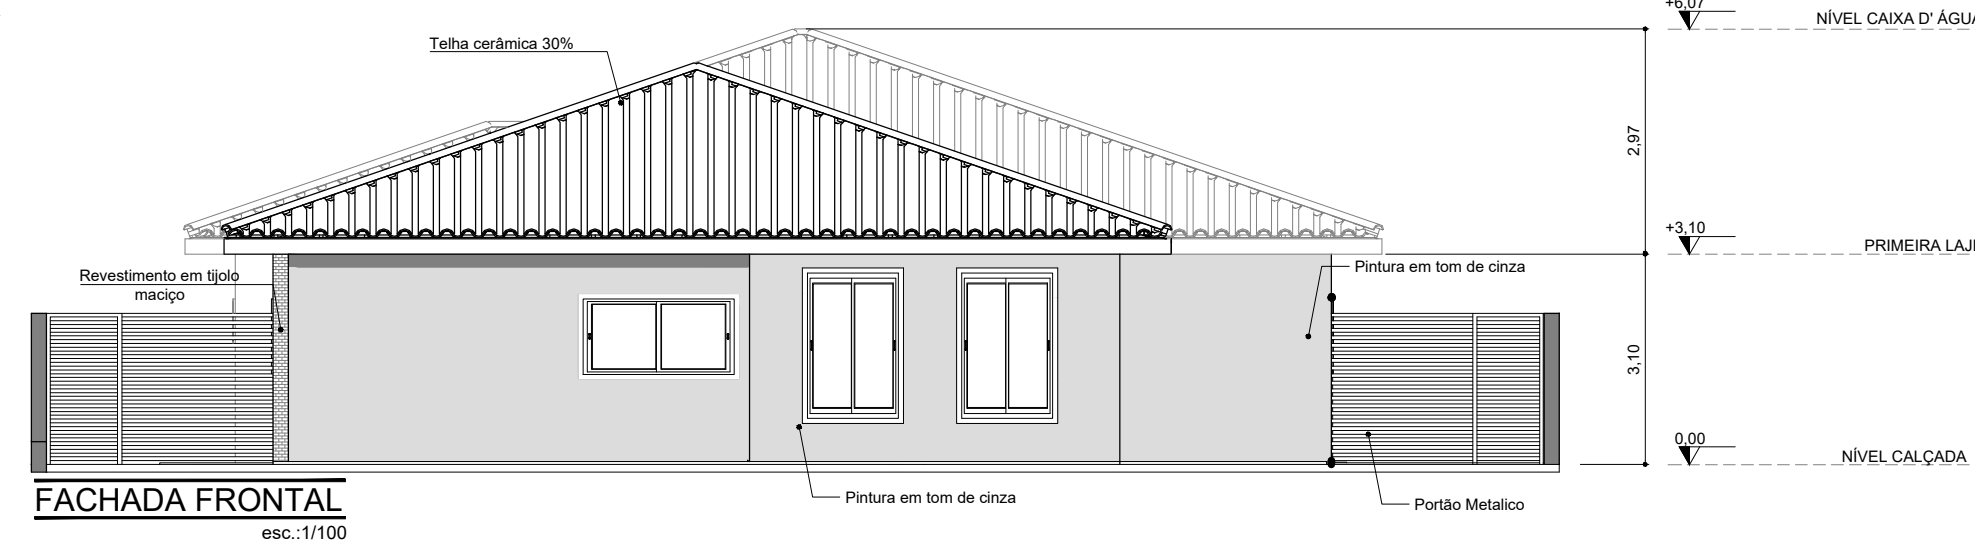 +6,07
NÍVEL CAIXA D' ÁGUA
Telha cerâmica 30%
2,97
+3,10
PRIMEIRA LAJE
Revestimento em tijolo
maciço
Pintura em tom de cinza
3,10
0,00
NÍVEL CALÇADA
Pintura em tom de cinza
Portão Metalico
FACHADA FRONTAL
esc.:1/100